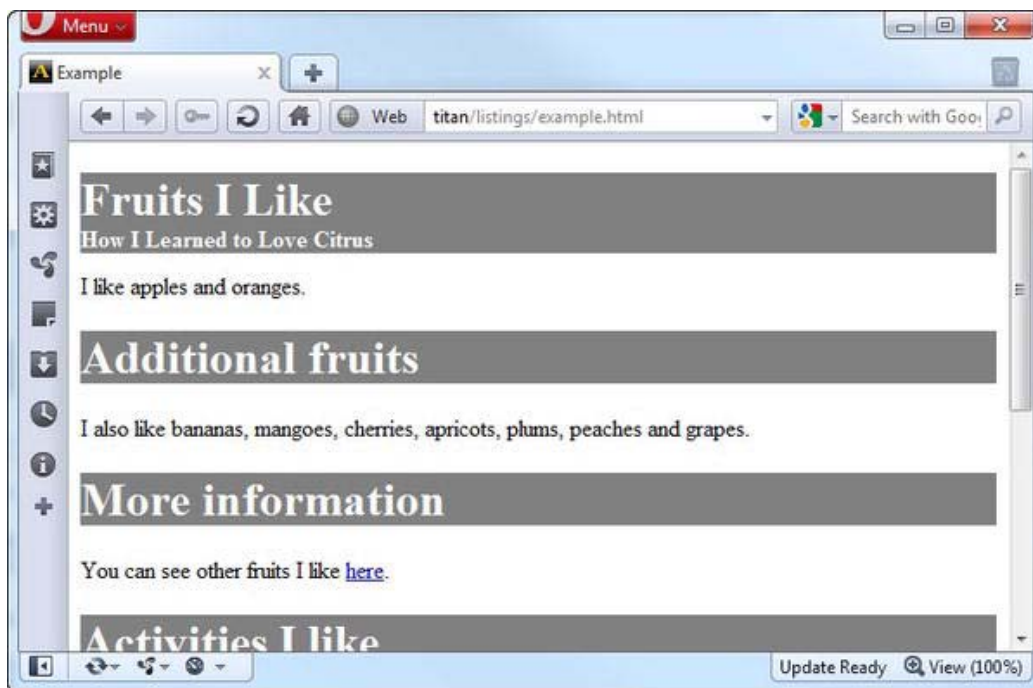 Menu
Example
Web titan/listings/example.html Search with Goo
Fruits I Like
How I Learned to Love Citrus
I like apples and oranges.
Additional fruits
I also like bananas, mangoes, cherries, apricots, plums, peaches and grapes.
More information
You can see other fruits I like here.
Activities I like
Update Ready View (100%)